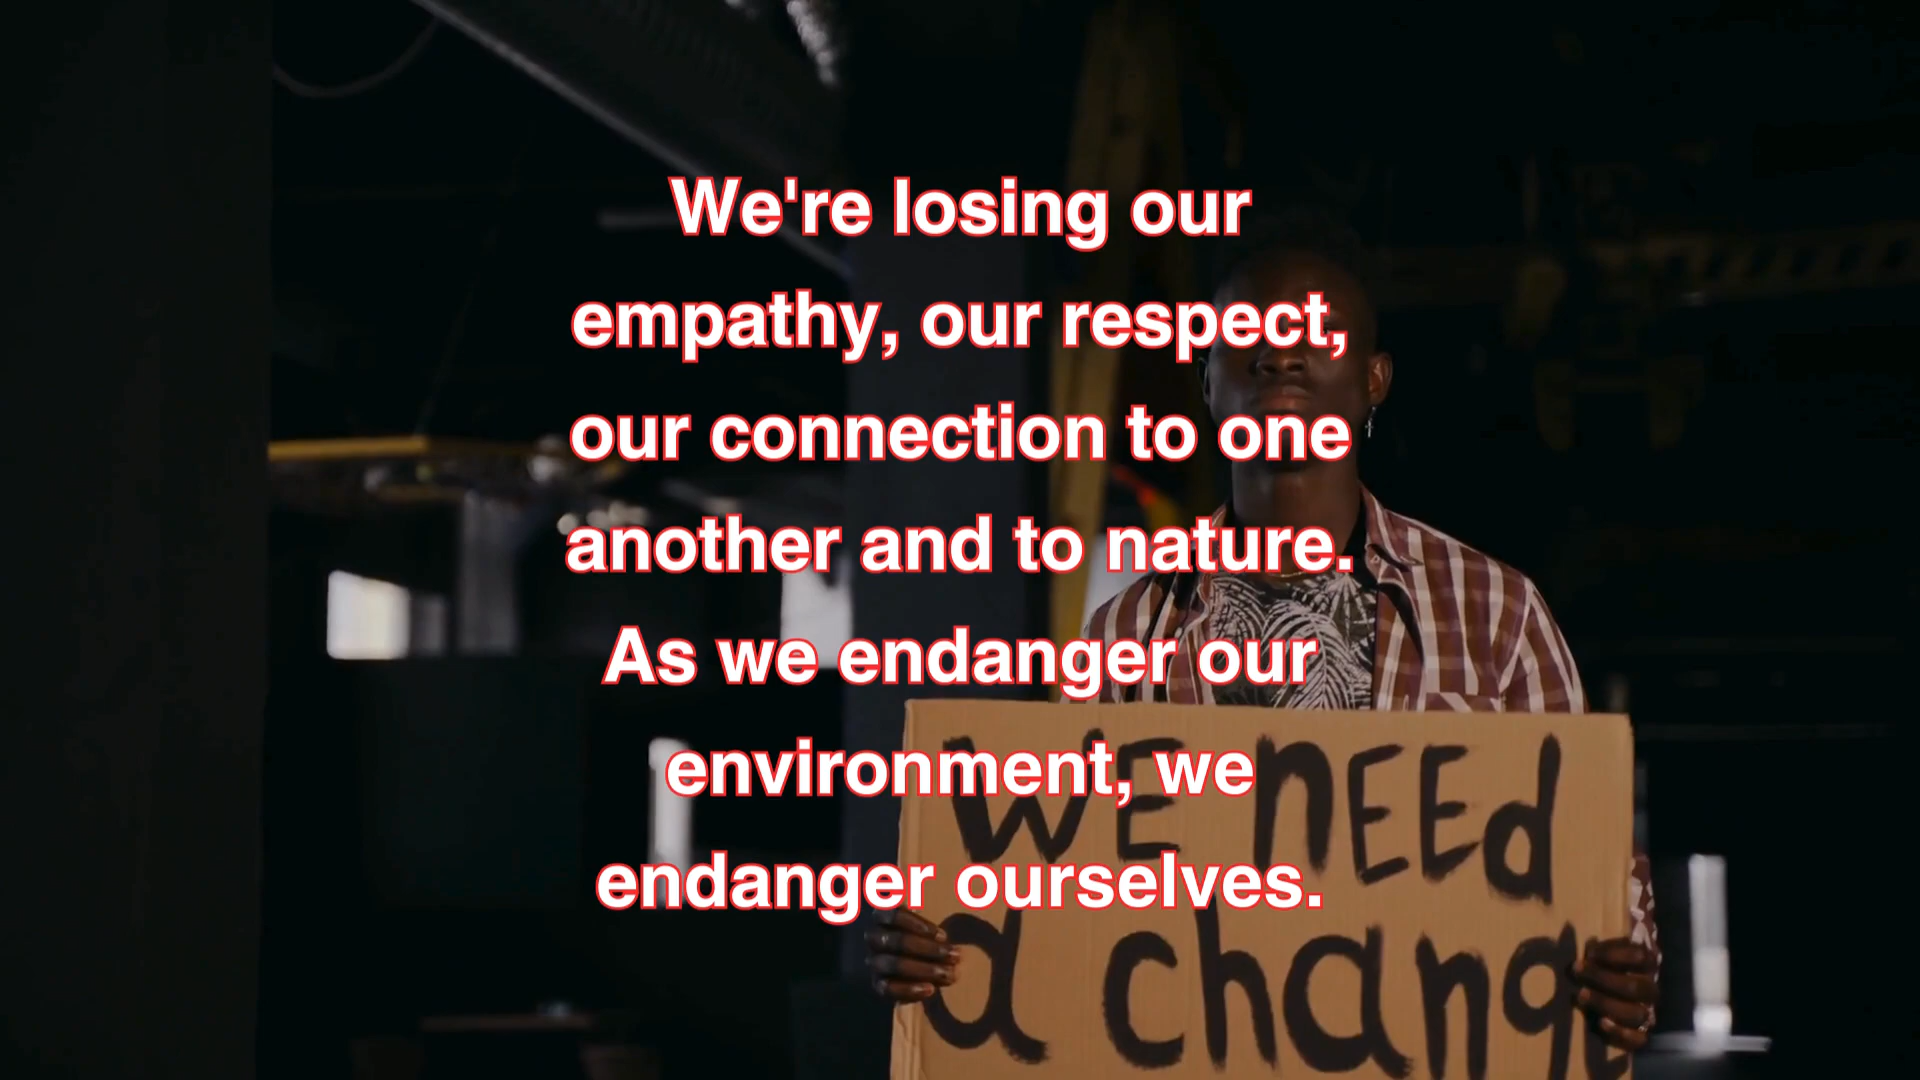 We're losing our
empathy, our respect,
our connection to one
another and to nature.
As we endanger our
environment, we
endanger ourselves.
WE nEEd
a change